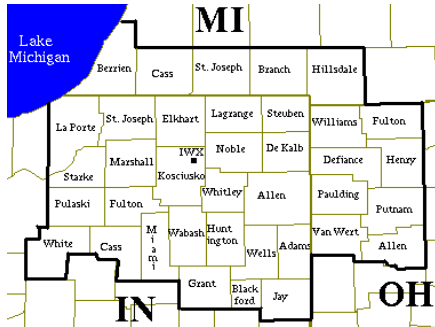 MI
Lake
Michigan
Berrien
Cass
St. Joseph
Branch
Hillsdale
La Porte
St. Joseph
Elkhart
Lagrange
Steuben
Williams
Fulton
Marshall
IWX
Noble
De Kalb
Defiance
Henry
Starke
Kosciusko
Whitley
Allen
Paulding
Putnam
Pulaski
Fulton
White
Cass
Miami
Wabash
Hunt
ington
Wells
Adams
Van Wert
Allen
Grant
Black
ford
Jay
IN
OH